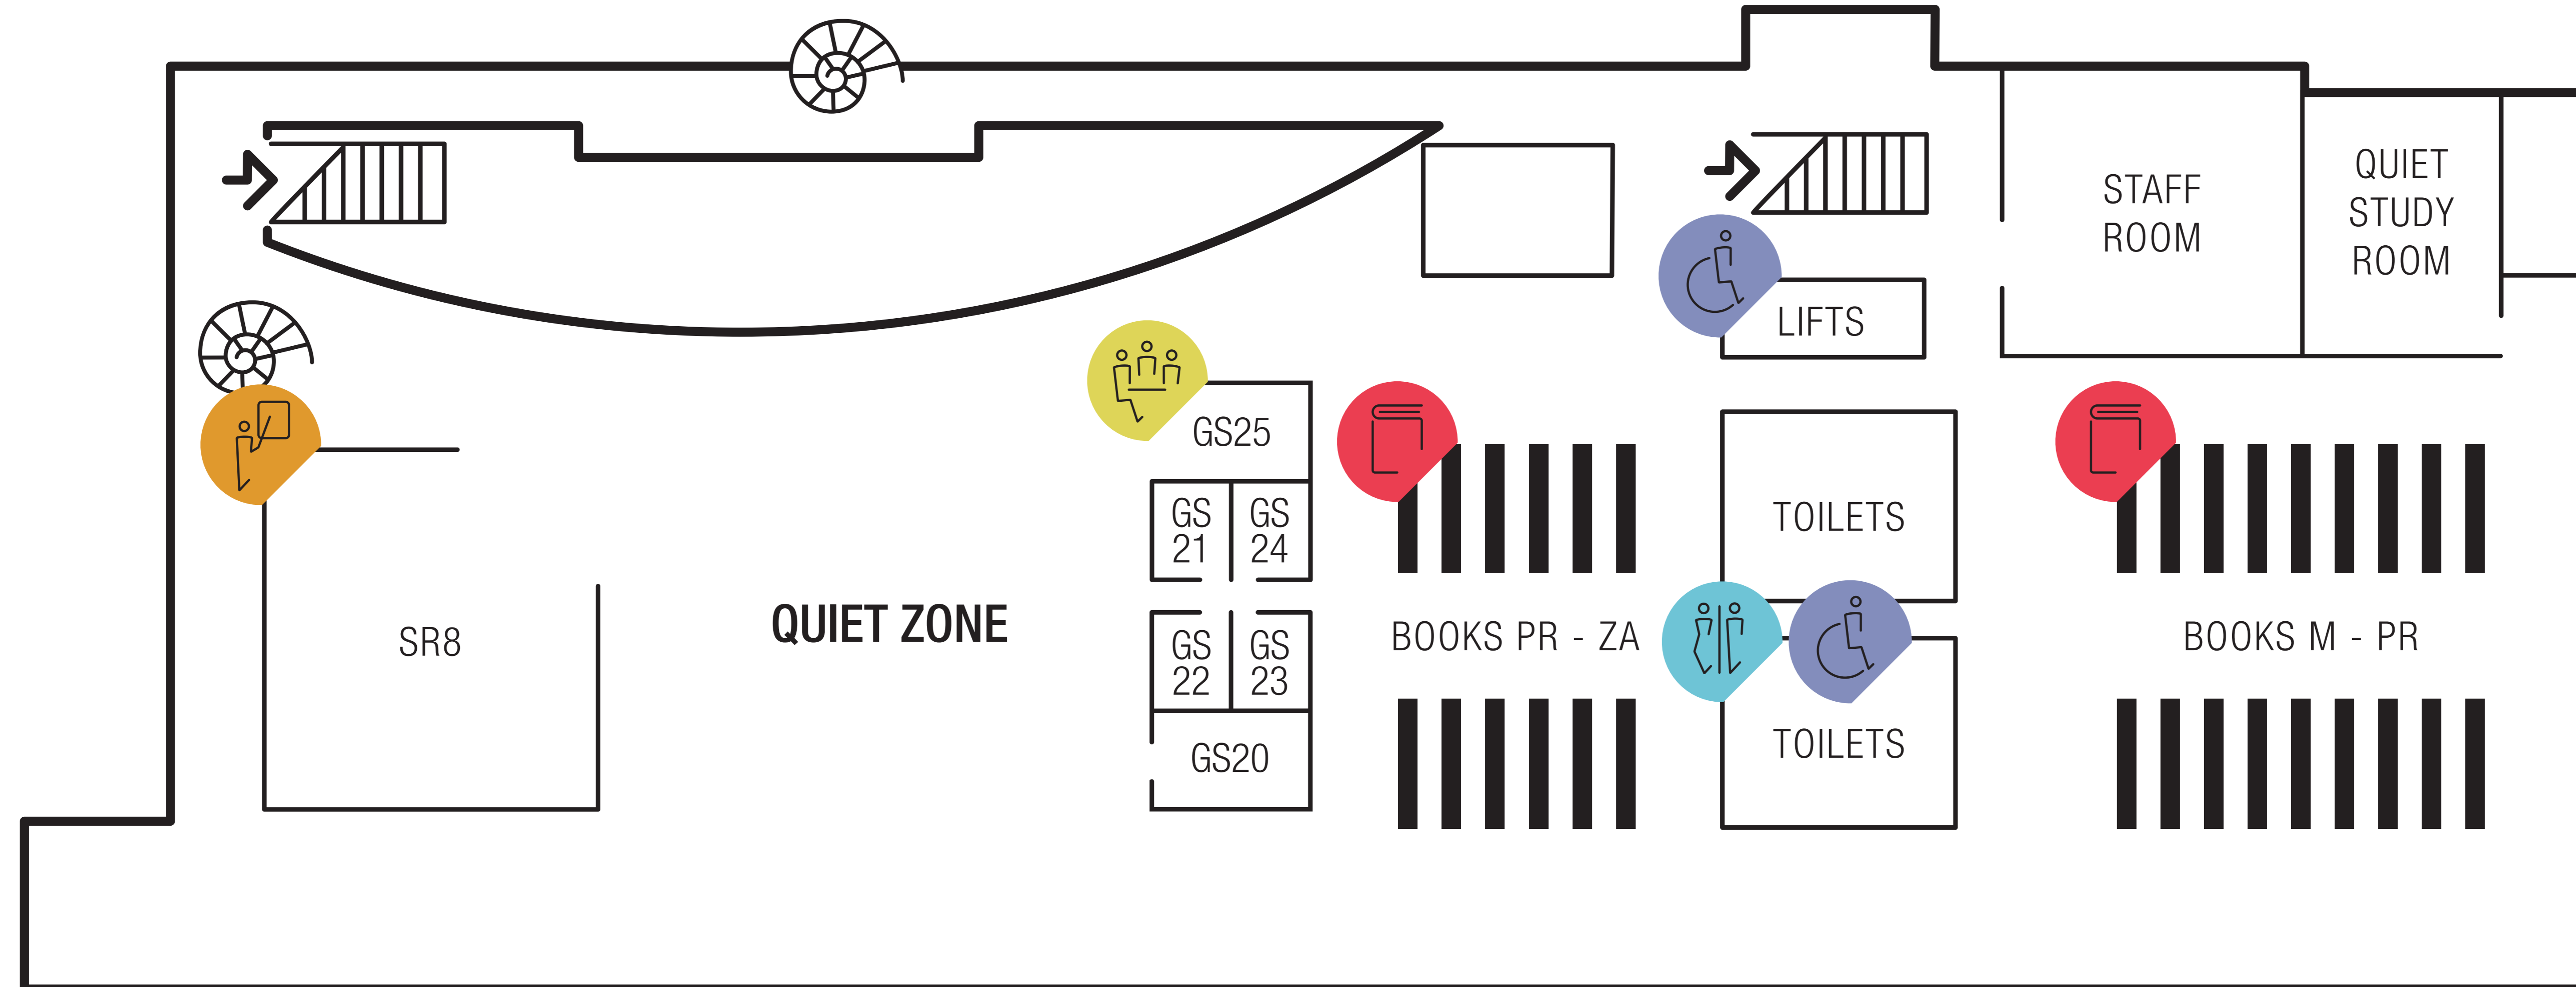 STAFF
ROOM
QUIET
STUDY
ROOM
LIFTS
GS25
GS
21
GS
24
TOILETS
SR8
QUIET ZONE
BOOKS PR - ZA
BOOKS M - PR
GS
22
GS
23
GS20
TOILETS